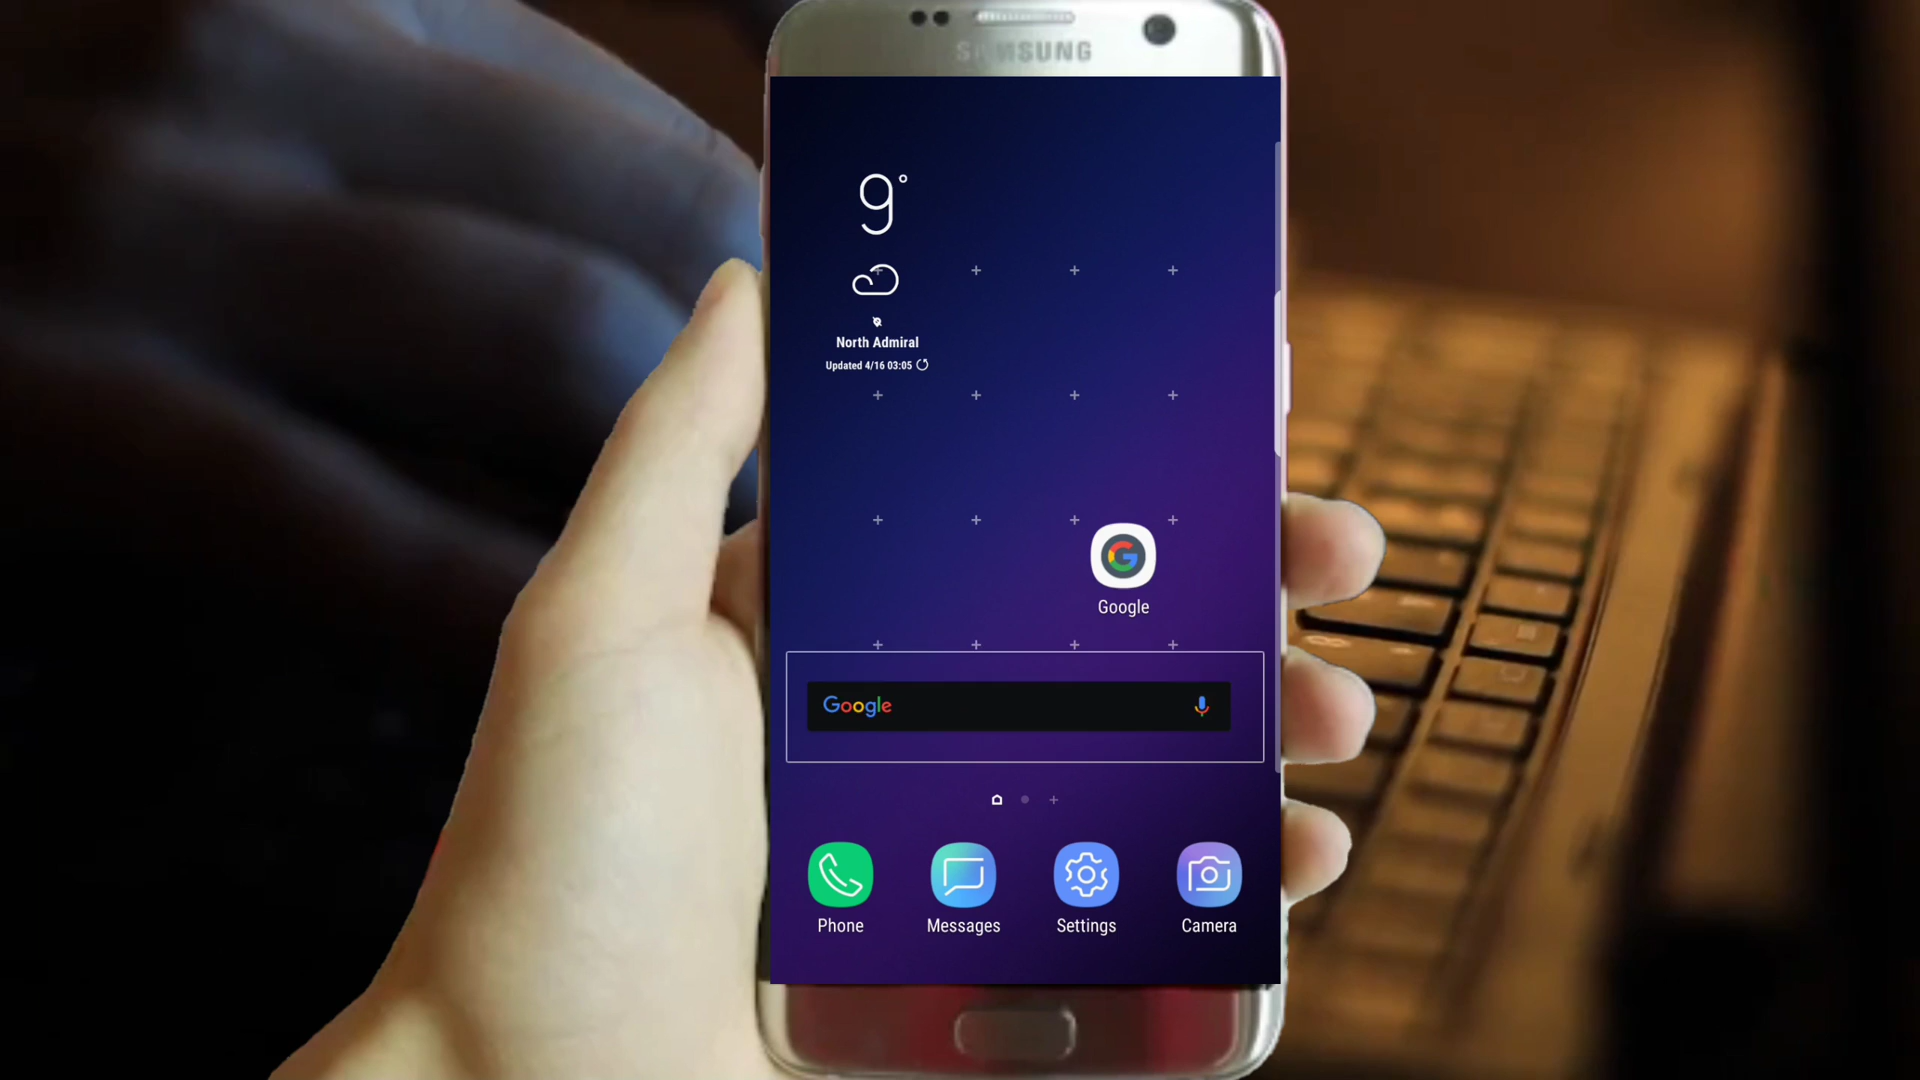 SAMSUNG
9°
North Admiral
Updated 4/16 03:05
Google
Google
Phone
Messages
Settings
Camera